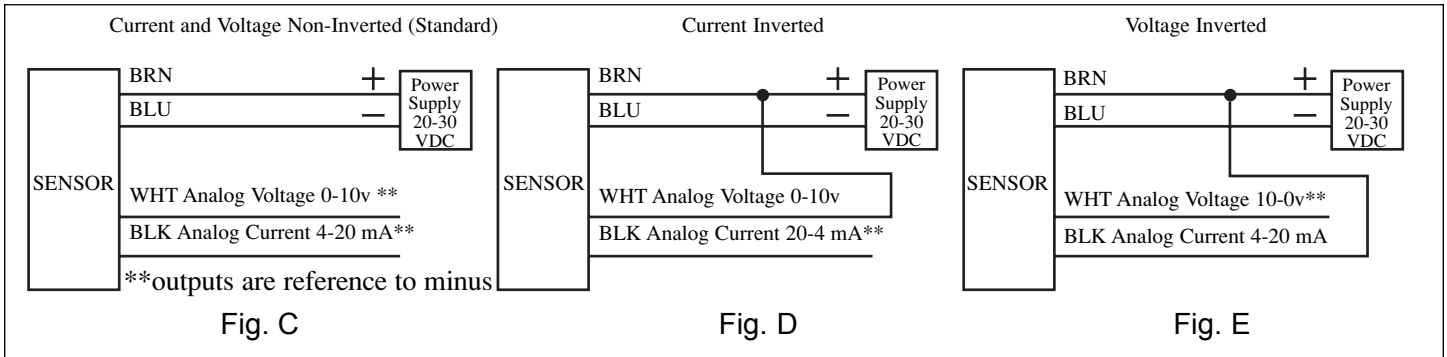 Current and Voltage Non-Inverted (Standard)
BRN
+
BLU
−
Power
Supply
20-30
VDC
SENSOR
WHT Analog Voltage 0-10v **
BLK Analog Current 4-20 mA**
**outputs are reference to minus
Fig. C
Current Inverted
BRN
+
BLU
−
Power
Supply
20-30
VDC
SENSOR
WHT Analog Voltage 0-10v
BLK Analog Current 20-4 mA**
Fig. D
Voltage Inverted
BRN
+
BLU
−
Power
Supply
20-30
VDC
SENSOR
WHT Analog Voltage 10-0v**
BLK Analog Current 4-20 mA
Fig. E